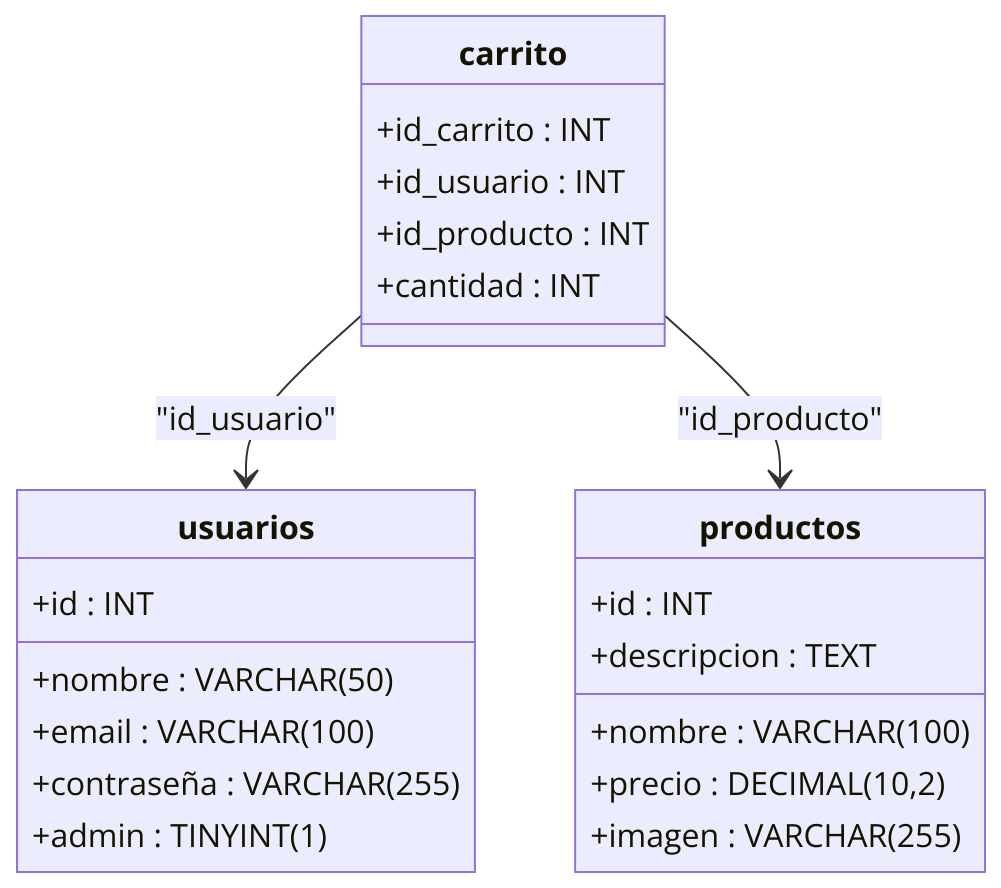 carrito
+id_carrito : INT
+id_usuario : INT
+id_producto : INT
+cantidad : INT
"id_usuario"
"id_producto"
usuarios
+id : INT
+nombre : VARCHAR(50)
+email : VARCHAR(100)
+contraseña : VARCHAR(255)
+admin : TINYINT(1)
productos
+id : INT
+descripcion : TEXT
+nombre : VARCHAR(100)
+precio : DECIMAL(10,2)
+imagen : VARCHAR(255)